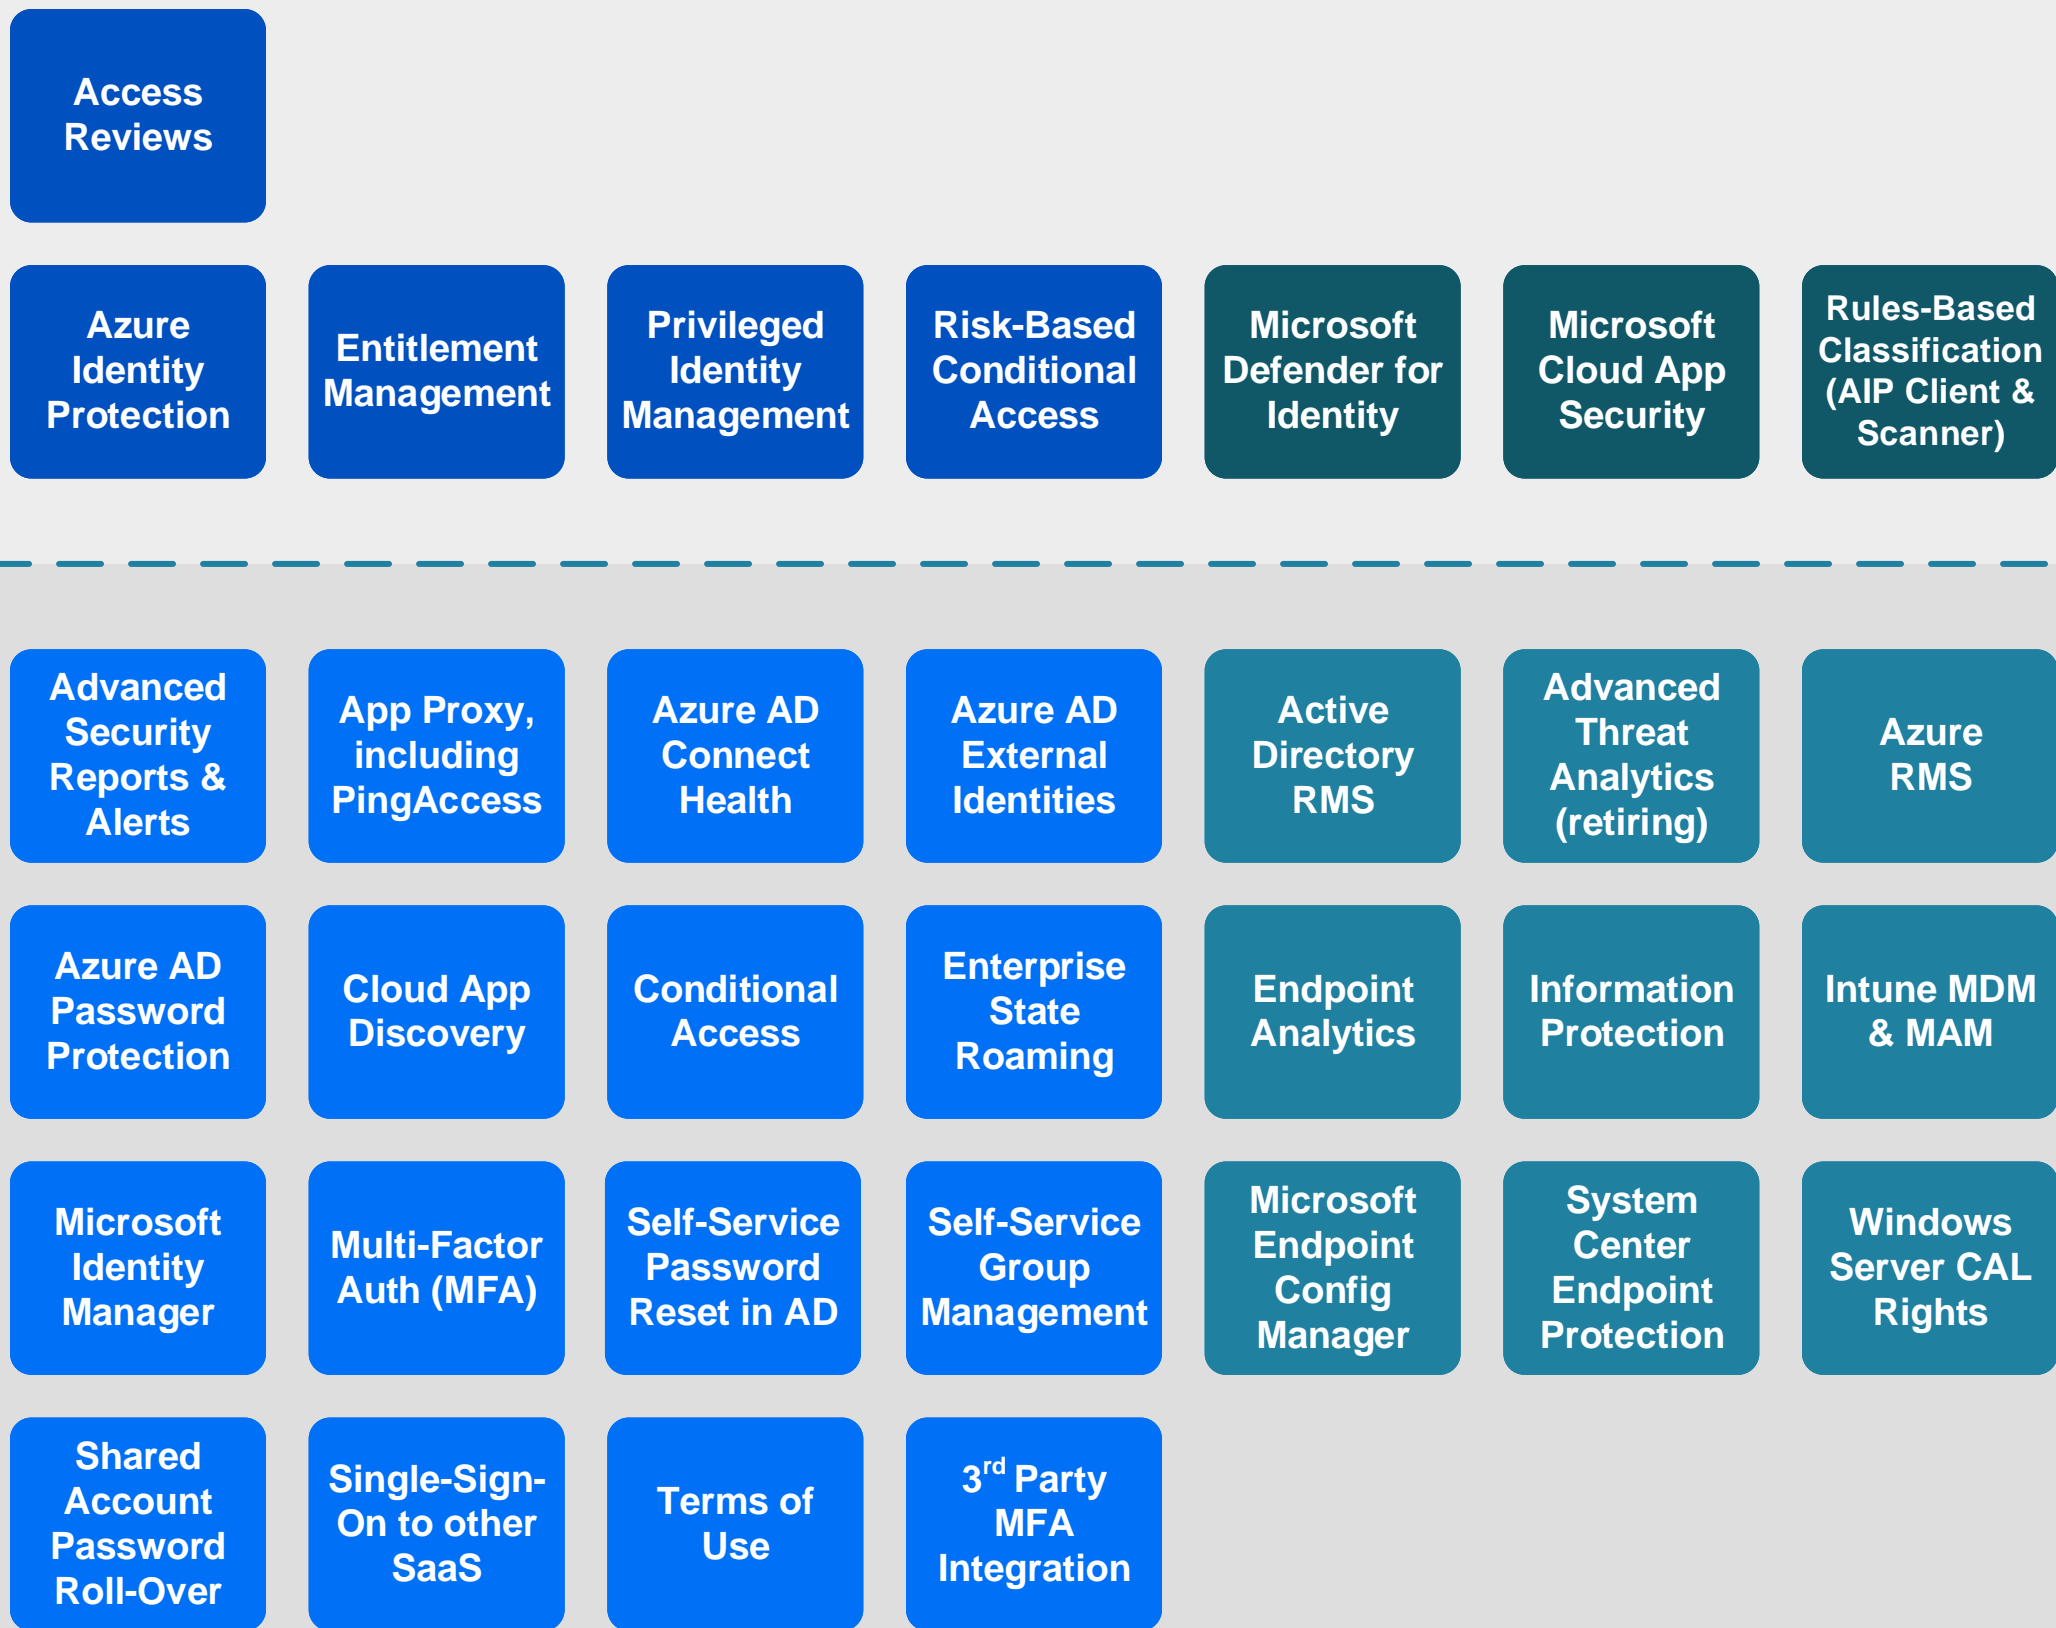 Access
Reviews
Azure
Identity
Protection
Entitlement
Management
Privileged
Identity
Management
Risk-Based
Conditional
Access
Microsoft
Defender for
Identity
Microsoft
Cloud App
Security
Rules-Based
Classification
(AIP Client &
Scanner)
Advanced
Security
Reports &
Alerts
App Proxy,
including
PingAccess
Azure AD
Connect
Health
Azure AD
External
Identities
Active
Directory
RMS
Advanced
Threat
Analytics
(retiring)
Azure
RMS
Azure AD
Password
Protection
Cloud App
Discovery
Conditional
Access
Enterprise
State
Roaming
Endpoint
Analytics
Information
Protection
Intune MDM
& MAM
Microsoft
Identity
Manager
Multi-Factor
Auth (MFA)
Self-Service
Password
Reset in AD
Self-Service
Group
Management
Microsoft
Endpoint
Config
Manager
System
Center
Endpoint
Protection
Windows
Server CAL
Rights
Shared
Account
Password
Roll-Over
Single-Sign-
On to other
SaaS
Terms of
Use
3rd Party
MFA
Integration